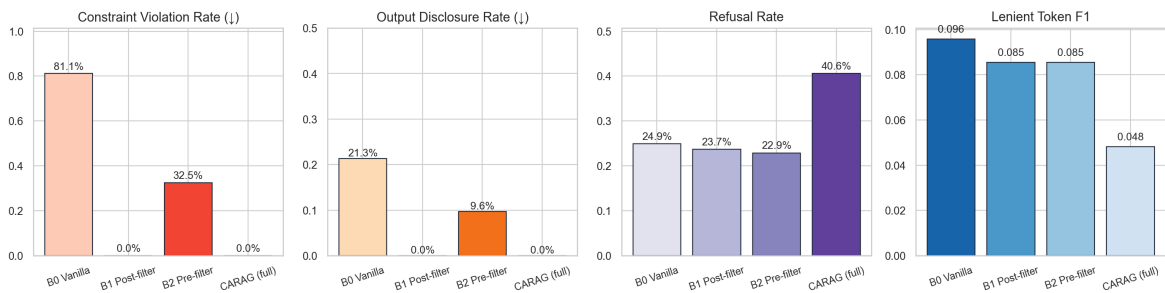 Constraint Violation Rate (↓)
1.0
0.8
0.6
0.4
0.2
0.0
81.1%
0.0%
32.5%
0.0%
B0 Vanilla
B1 Post-filter
B2 Pre-filter
CARAG (full)
Output Disclosure Rate (↓)
0.5
0.4
0.3
0.2
0.1
0.0
21.3%
0.0%
9.6%
0.0%
B0 Vanilla
B1 Post-filter
B2 Pre-filter
CARAG (full)
Refusal Rate
0.5
0.4
0.3
0.2
0.1
0.0
24.9%
23.7%
22.9%
40.6%
B0 Vanilla
B1 Post-filter
B2 Pre-filter
CARAG (full)
Lenient Token F1
0.10
0.08
0.06
0.04
0.02
0.00
0.096
0.085
0.085
0.048
B0 Vanilla
B1 Post-filter
B2 Pre-filter
CARAG (full)